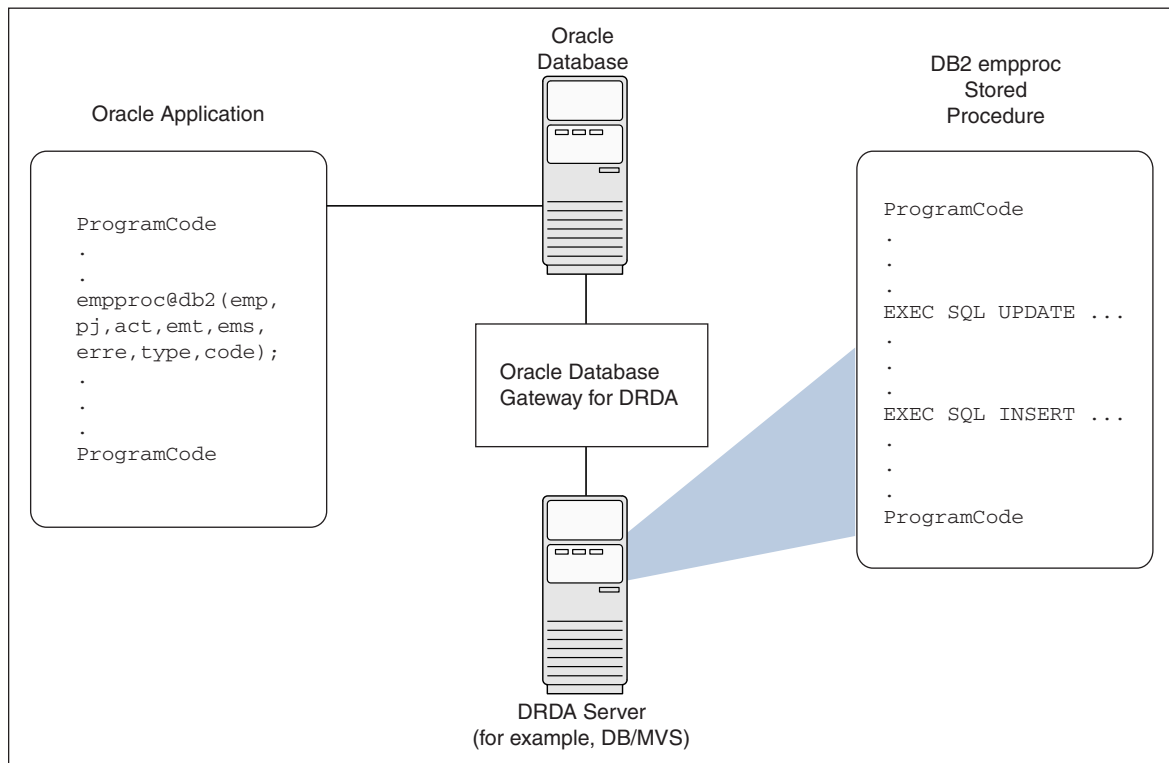 Oracle
Database
Oracle Application
DB2 empproc
Stored
Procedure
ProgramCode
.
.
empproc@db2(emp,
pj,act,emt,ems,
erre,type,code);
.
.
.
ProgramCode
Oracle Database
Gateway for DRDA
ProgramCode
.
.
.
EXEC SQL UPDATE ...
.
.
.
EXEC SQL INSERT ...
.
.
.
ProgramCode
DRDA Server
(for example, DB/MVS)